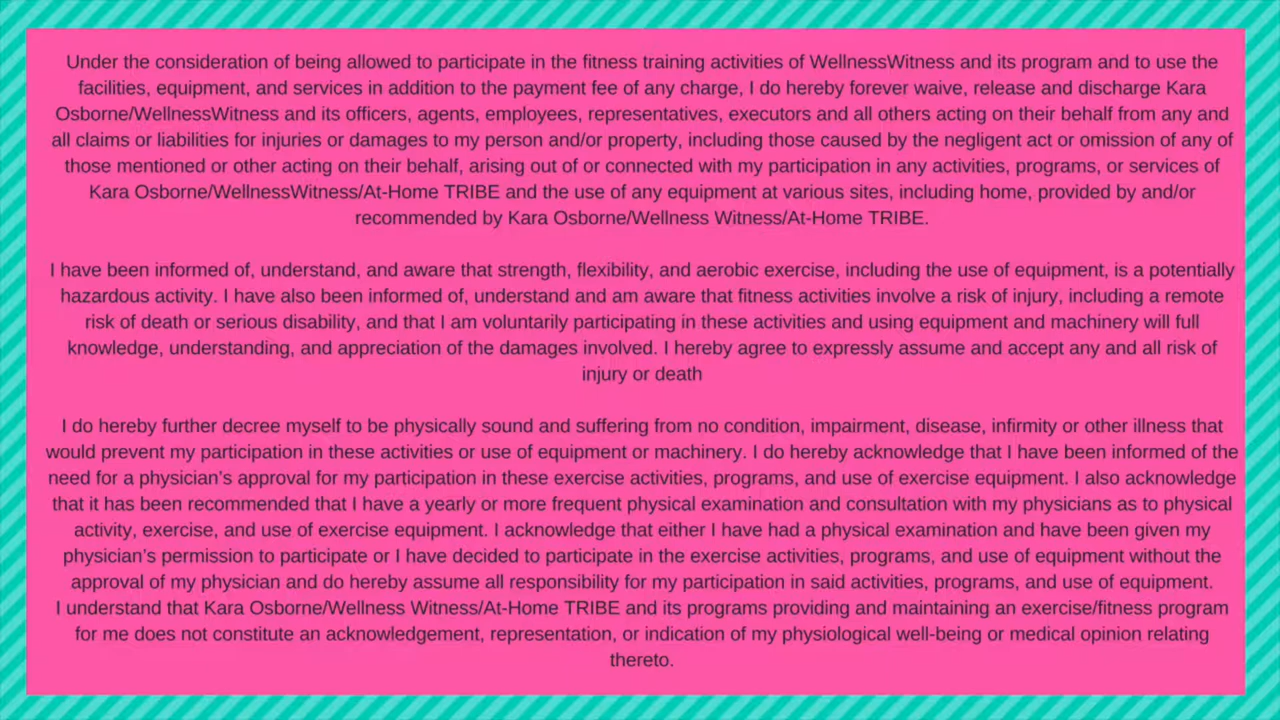 Under the consideration of being allowed to participate in the fitness training activities of WellnessWitness and its program and to use the
facilities, equipment, and services in addition to the payment fee of any charge, I do hereby forever waive, release and discharge Kara
Osborne/WellnessWitness and its officers, agents, employees, representatives, executors and all others acting on their behalf from any and
all claims or liabilities for injuries or damages to my person and/or property, including those caused by the negligent act or omission of any of
those mentioned or other acting on their behalf, arising out of or connected with my participation in any activities, programs, or services of
Kara Osborne/WellnessWitness/At-Home TRIBE and the use of any equipment at various sites, including home, provided by and/or
recommended by Kara Osborne/Wellness Witness/At-Home TRIBE.
I have been informed of, understand, and aware that strength, flexibility, and aerobic exercise, including the use of equipment, is a potentially
hazardous activity. I have also been informed of, understand and am aware that fitness activities involve a risk of injury, including a remote
risk of death or serious disability, and that I am voluntarily participating in these activities and using equipment and machinery will full
knowledge, understanding, and appreciation of the damages involved. I hereby agree to expressly assume and accept any and all risk of
injury or death
I do hereby further decree myself to be physically sound and suffering from no condition, impairment, disease, infirmity or other illness that
would prevent my participation in these activities or use of equipment or machinery. I do hereby acknowledge that I have been informed of the
need for a physician's approval for my participation in these exercise activities, programs, and use of exercise equipment. I also acknowledge
that it has been recommended that I have a yearly or more frequent physical examination and consultation with my physicians as to physical
activity, exercise, and use of exercise equipment. I acknowledge that either I have had a physical examination and have been given my
physician's permission to participate or I have decided to participate in the exercise activities, programs, and use of equipment without the
approval of my physician and do hereby assume all responsibility for my participation in said activities, programs, and use of equipment.
I understand that Kara Osborne/Wellness Witness/At-Home TRIBE and its programs providing and maintaining an exercise/fitness program
for me does not constitute an acknowledgement, representation, or indication of my physiological well-being or medical opinion relating
thereto.